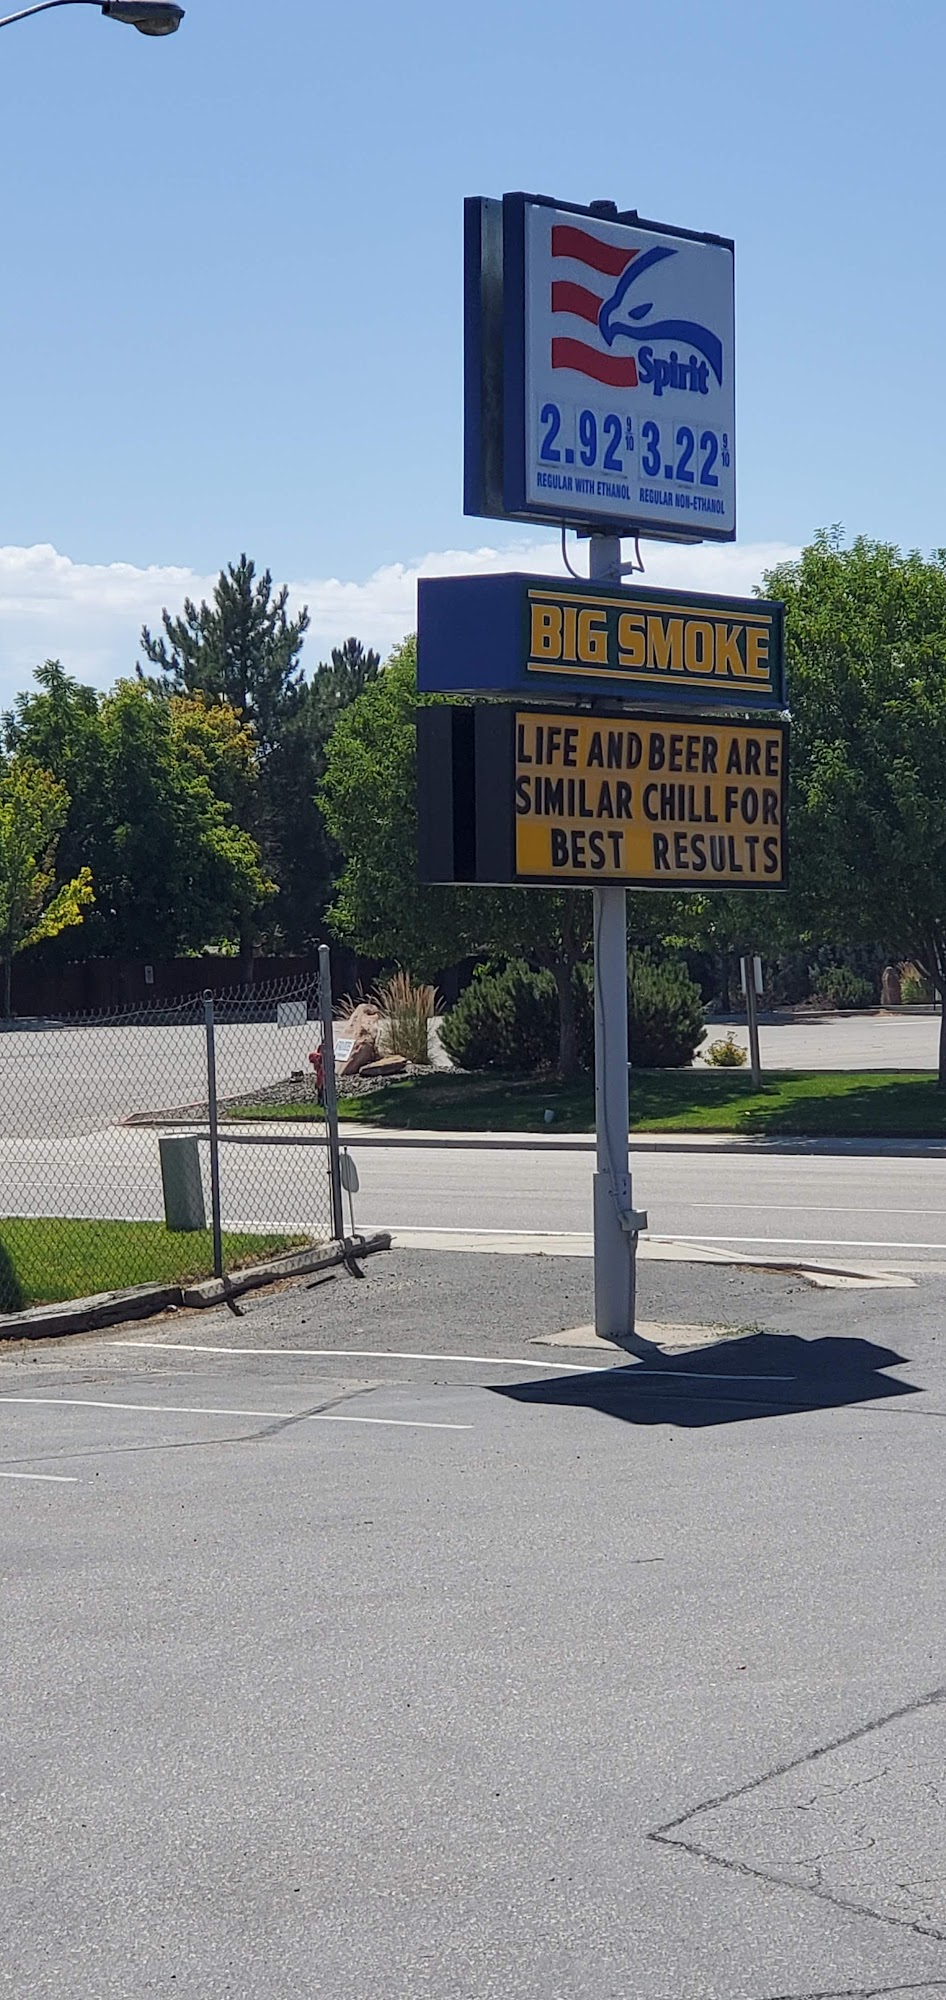 Spirit
2.92 9/10 3.22 9/10
REGULAR WITH ETHANOL REGULAR NON-ETHANOL
BIG SMOKE
LIFE AND BEER ARE
SIMILAR CHILL FOR
BEST RESULTS